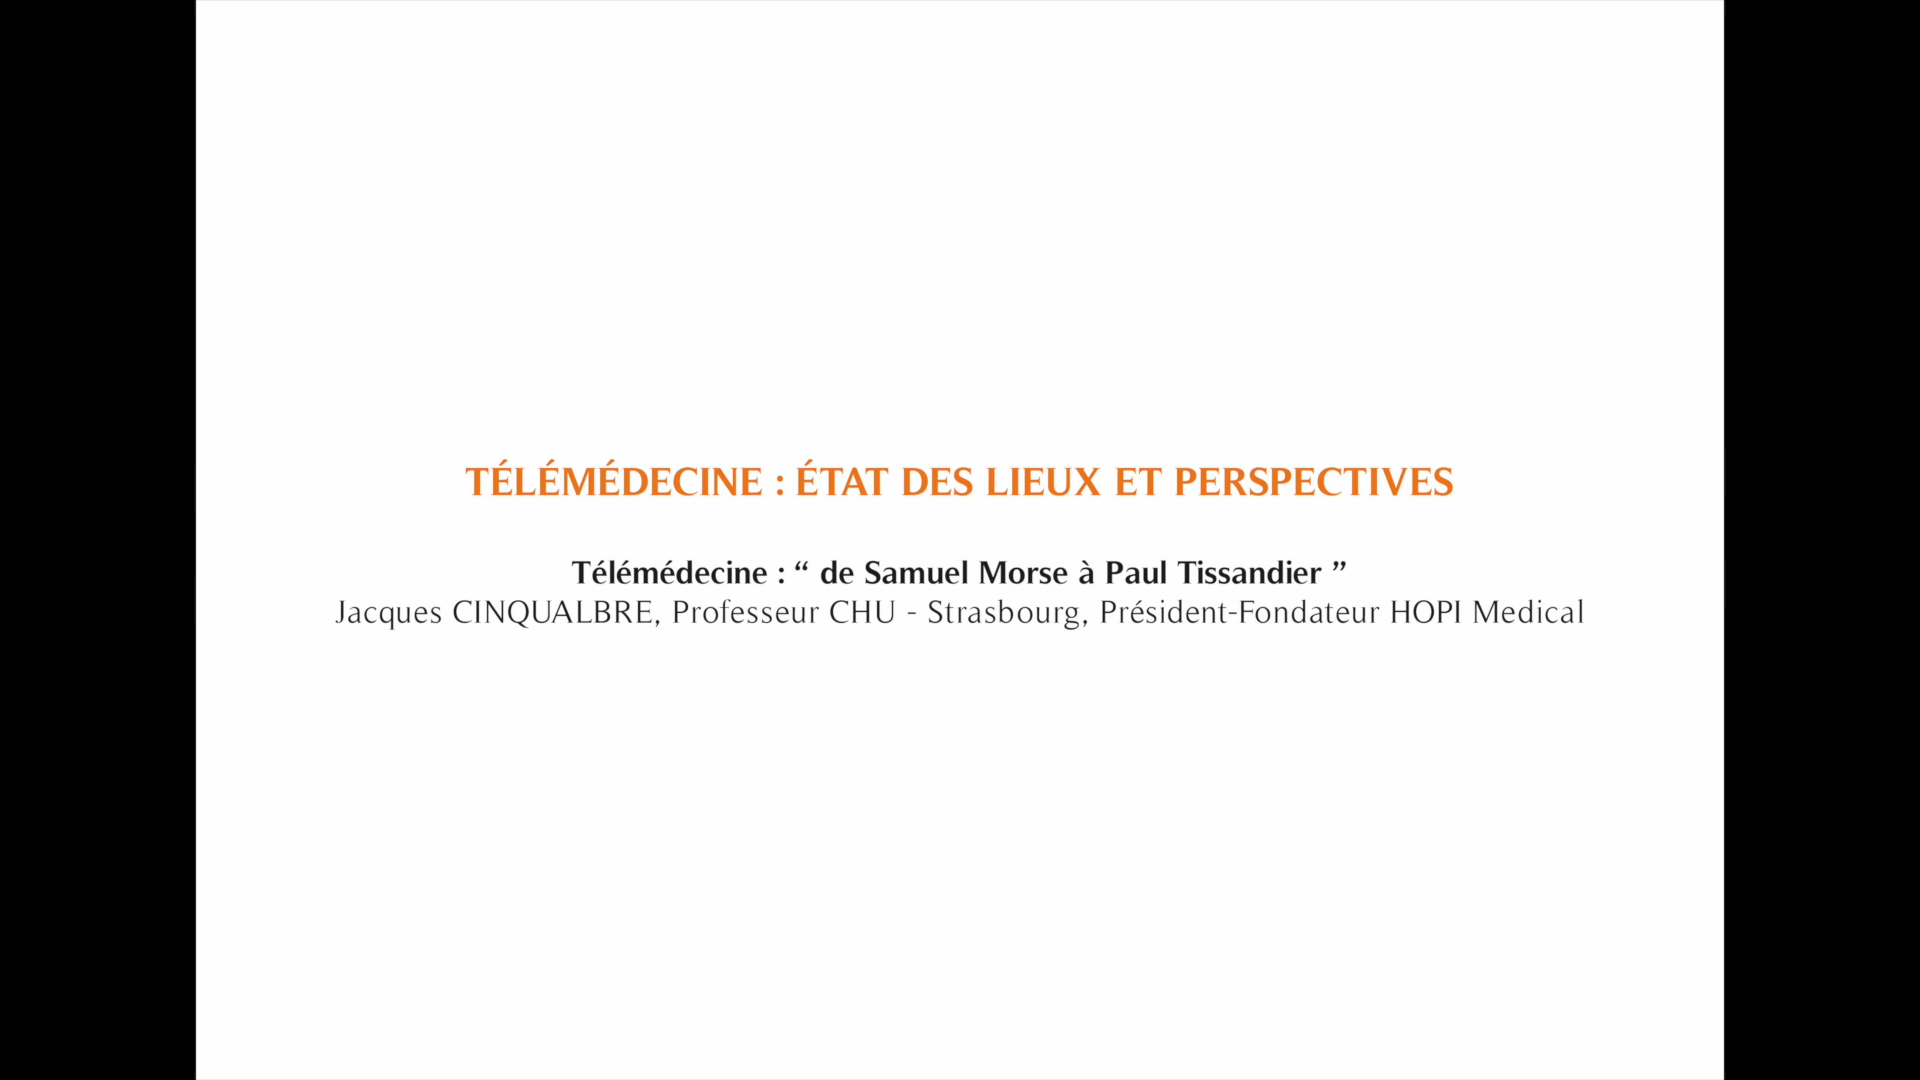 TÉLÉMÉDECINE : ÉTAT DES LIEUX ET PERSPECTIVES
Télémédecine : “ de Samuel Morse à Paul Tissandier ”
Jacques CINQUALBRE, Professeur CHU - Strasbourg, Président-Fondateur HOPI Medical